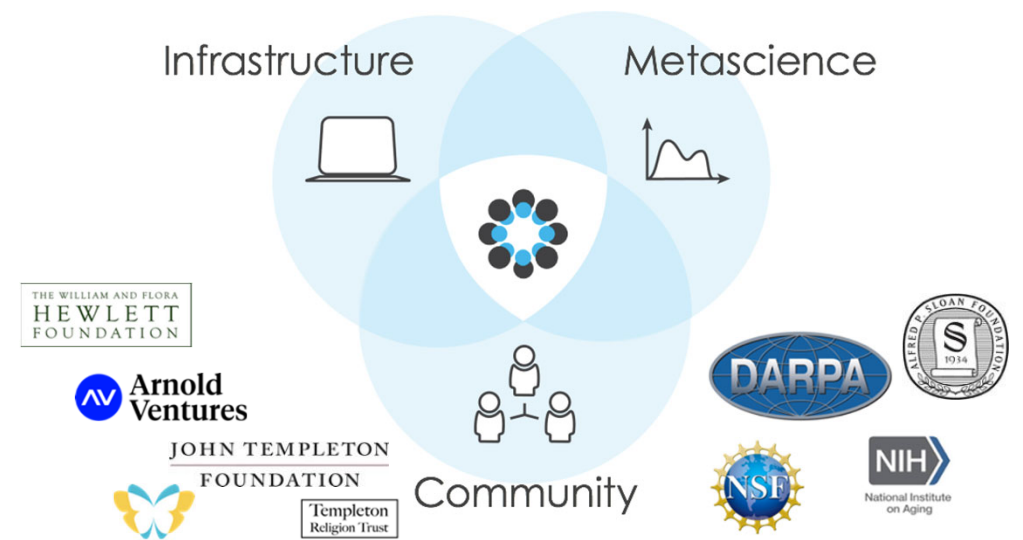 Infrastructure
Metascience
THE WILLIAM AND FLORA
HEWLETT
FOUNDATION
Arnold
Ventures
JOHN TEMPLETON
FOUNDATION
Templeton
Religion Trust
Community
DARPA
ALFRED P. SLOAN FOUNDATION
S
1934
NSF
NIH
National Institute
on Aging